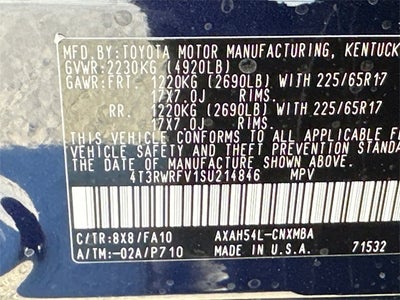 MFD. BY: TOYOTA MOTOR MANUFACTURING, KENTUCK
GVWR: 2230KG (4920LB)
GAWR: FRT. 1220KG (2690LB) WITH 225/65R17
17X7.0J RIMS.
RR. 1220KG (2690LB) WITH 225/65R17
17X7.0J RIMS.
THIS VEHICLE CONFORMS TO ALL APPLICABLE F
VEHICLE SAFETY AND THEFT PREVENTION STANDA
THE DATE OF MANUFACTURE SHOWN
4T3RWRFV1SU214846 MPV
C/TR: 8X8/FA10 AXAH54L-CNXMBA
A/TM: -02A/P710 MADE IN U.S.A. 71532